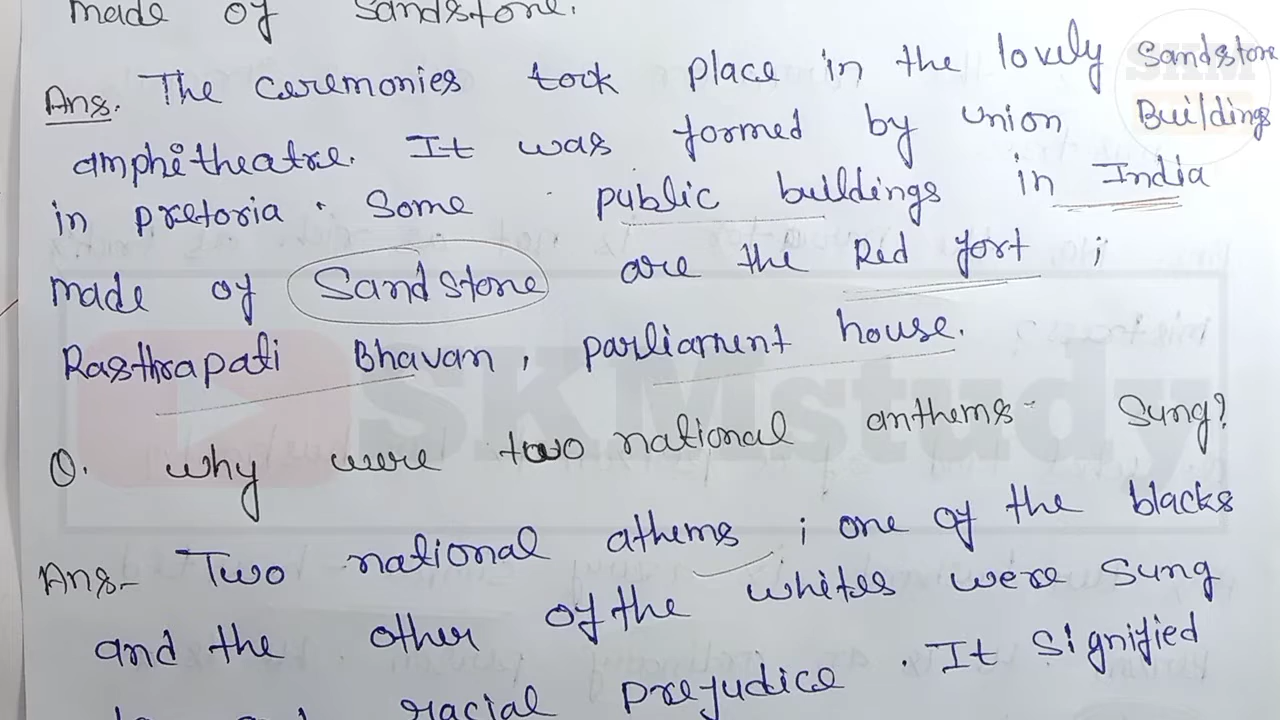 made of Sandstone.
Ans. The ceremonies took place in the lovely Sandstone
amphitheatre. It was formed by union Buildings
in pretoria. Some public buildings in India
made of Sandstone are the Red fort ;
Rasthrapati Bhavan, parliament house.
Q. why were two national anthems Sung?
Ans- Two national athems ; one of the blacks
and the other of the whites were sung
racial prejudice. It signified
SKMstudy